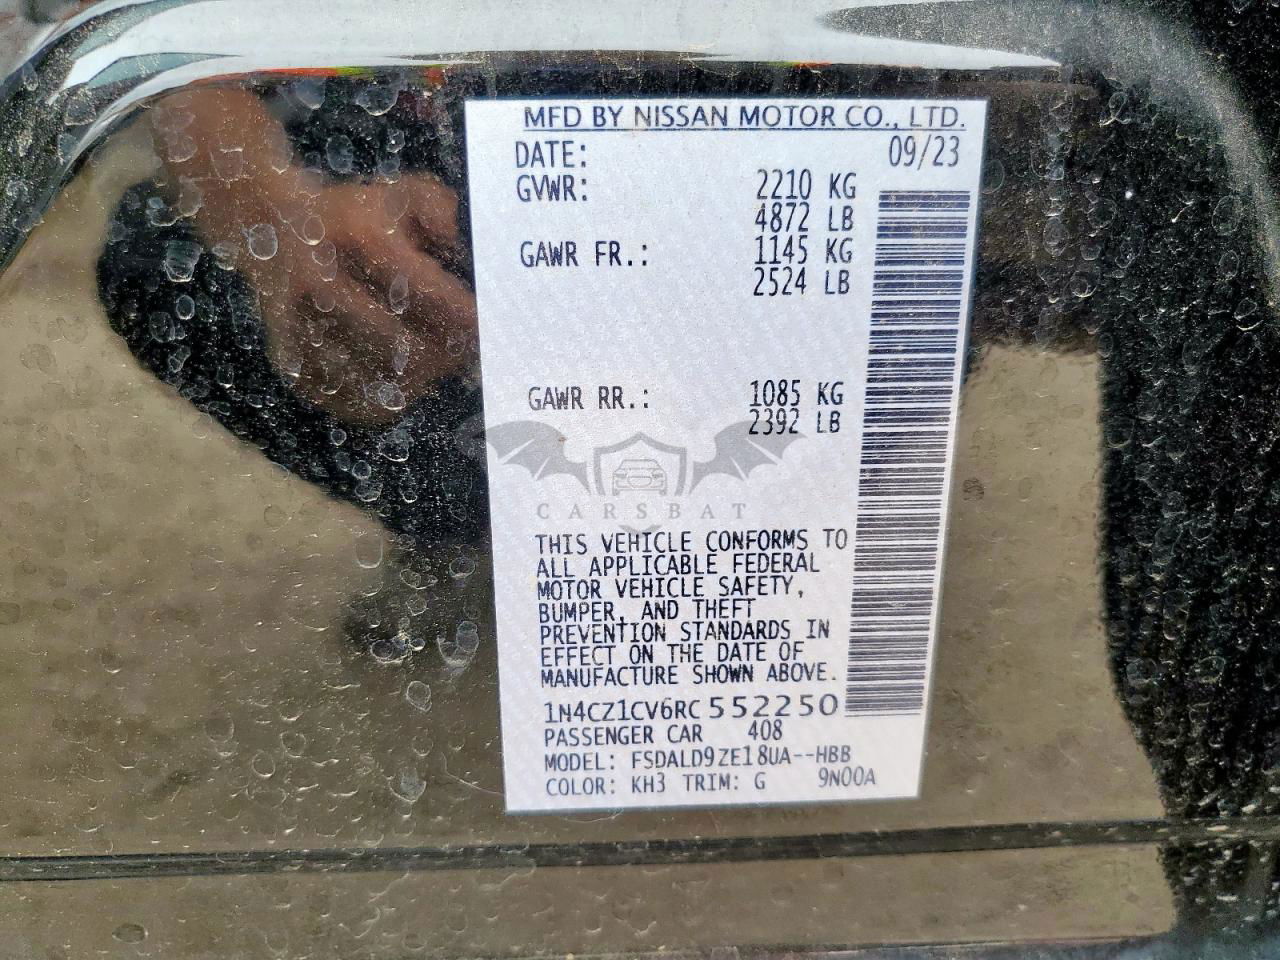 MFD BY NISSAN MOTOR CO., LTD.
DATE: 09/23
GVWR: 2210 KG
4872 LB
GAWR FR.: 1145 KG
2524 LB
GAWR RR.: 1085 KG
2392 LB
CARSBAT
THIS VEHICLE CONFORMS TO
ALL APPLICABLE FEDERAL
MOTOR VEHICLE SAFETY,
BUMPER, AND THEFT
PREVENTION STANDARDS IN
EFFECT ON THE DATE OF
MANUFACTURE SHOWN ABOVE.
1N4CZ1CV6RC552250
PASSENGER CAR 408
MODEL: FSDALD9ZE18UA--HBB
COLOR: KH3 TRIM: G 9N00A